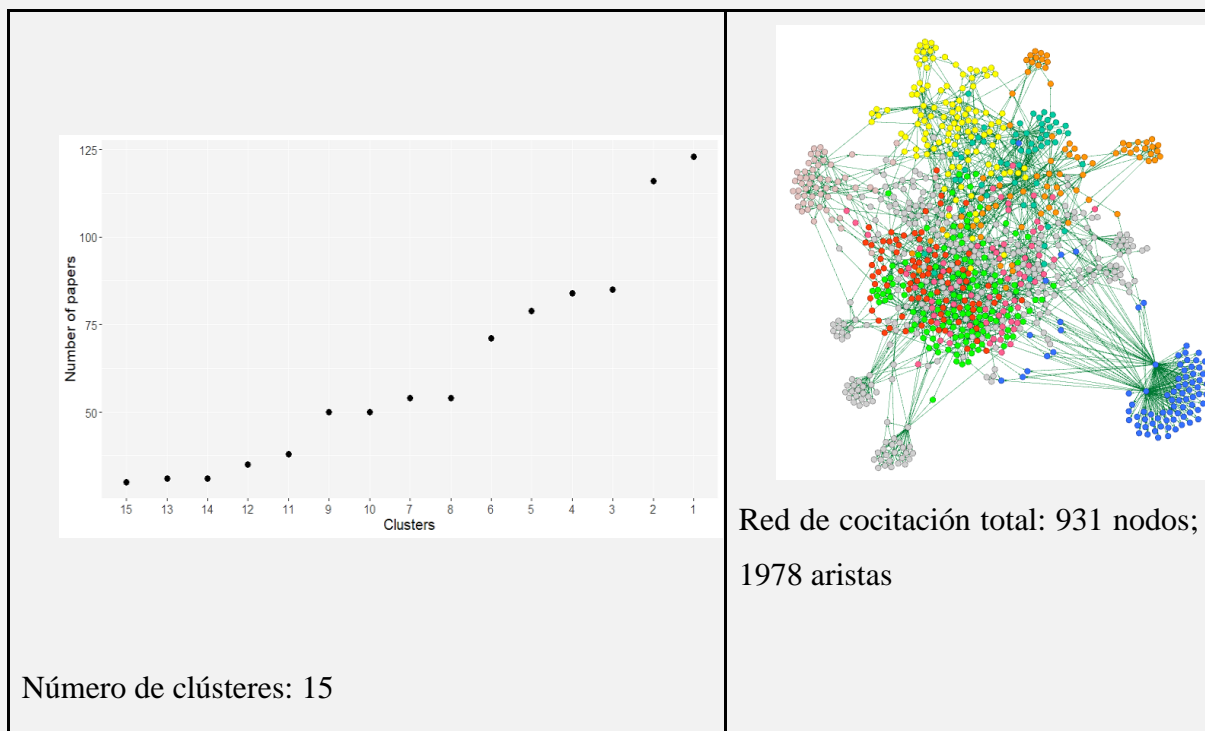 125
100
75
50
Number of papers
15 13 14 12 11 9 10 7 8 6 5 4 3 2 1
Clusters
Número de clústeres: 15
Red de cocitación total: 931 nodos;
1978 aristas